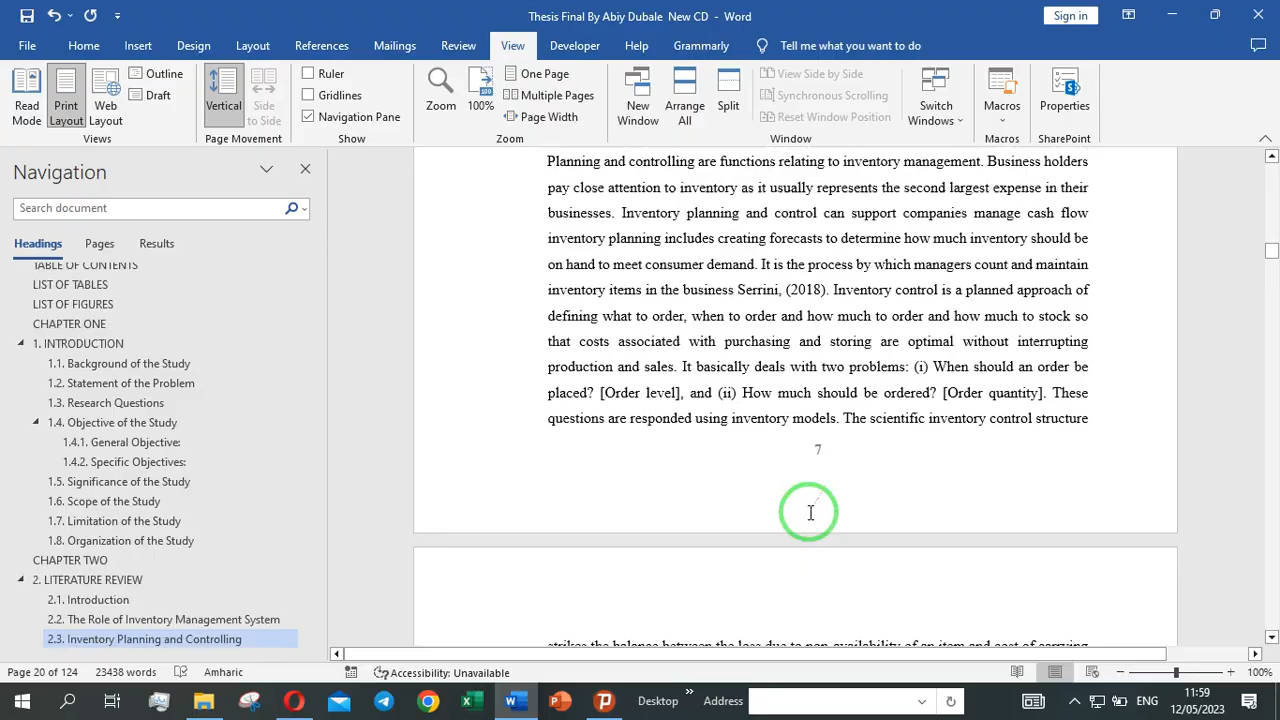 Thesis Final By Abiy Dubale New CD - Word
Sign in
File Home Insert Design Layout References Mailings Review View Developer Help Grammarly Tell me what you want to do
Read Mode
Print Layout
Web Layout
Outline
Draft
Views
Vertical
Side to Side
Page Movement
Ruler
Gridlines
Navigation Pane
Show
Zoom
100%
One Page
Multiple Pages
Page Width
Zoom
New Window
Arrange All
Split
View Side by Side
Synchronous Scrolling
Reset Window Position
Window
Switch Windows
Macros
Macros
Properties
SharePoint
Navigation
Search document
Headings Pages Results
TABLE OF CONTENTS
LIST OF TABLES
LIST OF FIGURES
CHAPTER ONE
1. INTRODUCTION
1.1. Background of the Study
1.2. Statement of the Problem
1.3. Research Questions
1.4. Objective of the Study
1.4.1. General Objective:
1.4.2. Specific Objectives:
1.5. Significance of the Study
1.6. Scope of the Study
1.7. Limitation of the Study
1.8. Organization of the Study
CHAPTER TWO
2. LITERATURE REVIEW
2.1. Introduction
2.2. The Role of Inventory Management System
2.3. Inventory Planning and Controlling
Planning and controlling are functions relating to inventory management. Business holders
pay close attention to inventory as it usually represents the second largest expense in their
businesses. Inventory planning and control can support companies manage cash flow
inventory planning includes creating forecasts to determine how much inventory should be
on hand to meet consumer demand. It is the process by which managers count and maintain
inventory items in the business Serrini, (2018). Inventory control is a planned approach of
defining what to order, when to order and how much to order and how much to stock so
that costs associated with purchasing and storing are optimal without interrupting
production and sales. It basically deals with two problems: (i) When should an order be
placed? [Order level], and (ii) How much should be ordered? [Order quantity]. These
questions are responded using inventory models. The scientific inventory control structure
7
strikes the balance between the loss due to non-availability of an item and cost of carrying
Page 20 of 124 23438 words Amharic Accessibility: Unavailable 100%
Desktop » Address ENG
11:59
12/05/2023